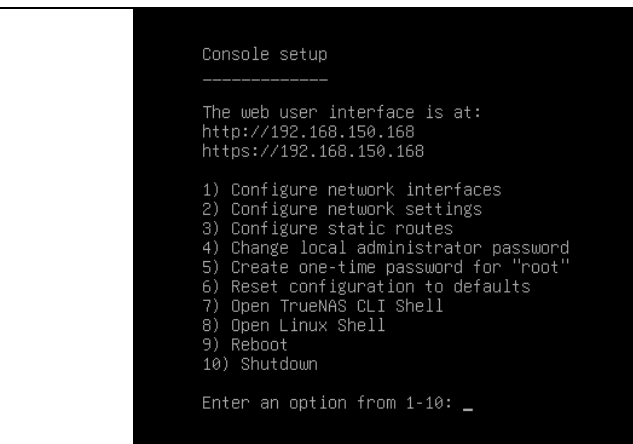 Console setup
-------------
The web user interface is at:
http://192.168.150.168
https://192.168.150.168
1) Configure network interfaces
2) Configure network settings
3) Configure static routes
4) Change local administrator password
5) Create one-time password for "root"
6) Reset configuration to defaults
7) Open TrueNAS CLI Shell
8) Open Linux Shell
9) Reboot
10) Shutdown
Enter an option from 1-10: _